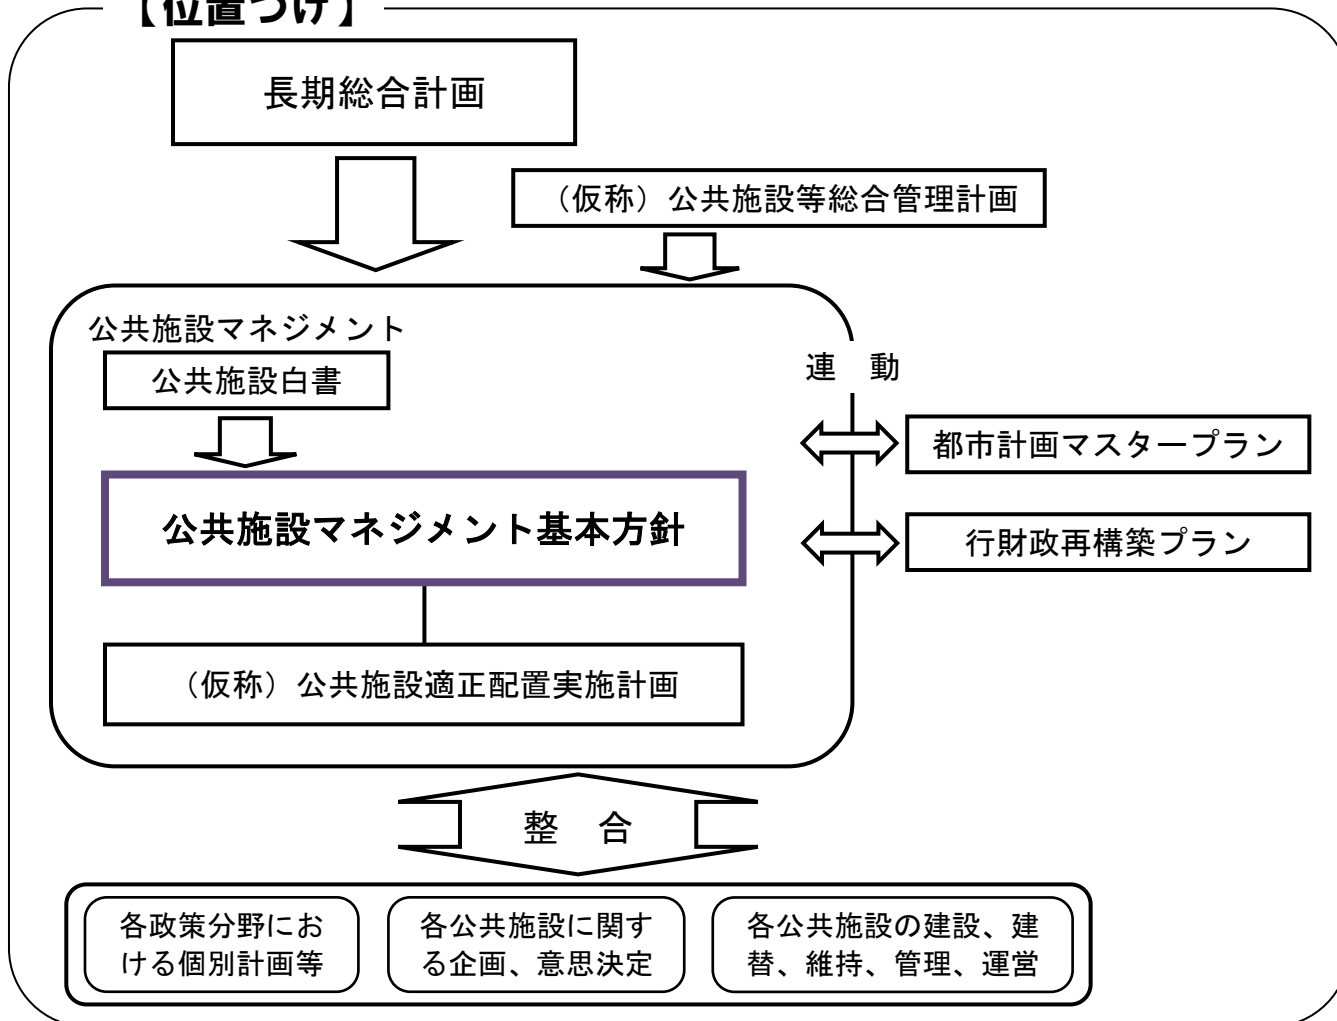 【位置づけ】
長期総合計画
（仮称）公共施設等総合管理計画
公共施設マネジメント
公共施設白書
連　動
都市計画マスタープラン
公共施設マネジメント基本方針
行財政再構築プラン
（仮称）公共施設適正配置実施計画
整　合
各政策分野にお
ける個別計画等
各公共施設に関す
る企画、意思決定
各公共施設の建設、建
替、維持、管理、運営